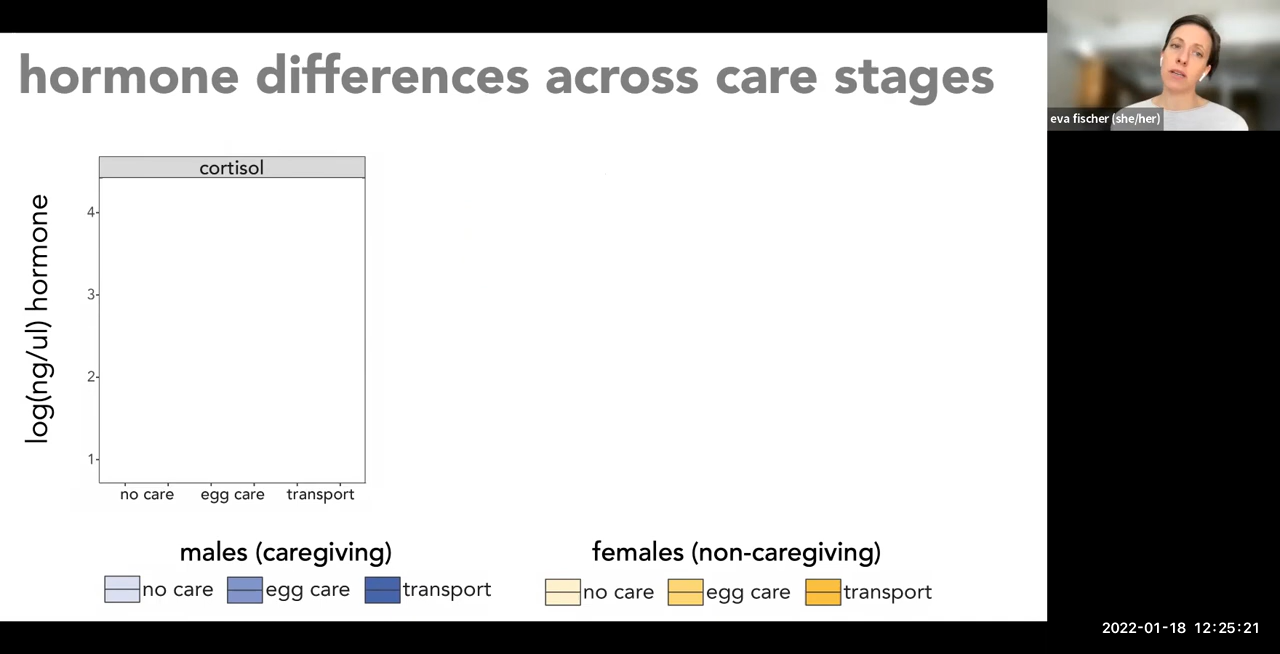 hormone differences across care stages
eva fischer (she/her)
cortisol
log(ng/ul) hormone
4
3
2
1
no care egg care transport
males (caregiving)
no care egg care transport
females (non-caregiving)
no care egg care transport
2022-01-18 12:25:21